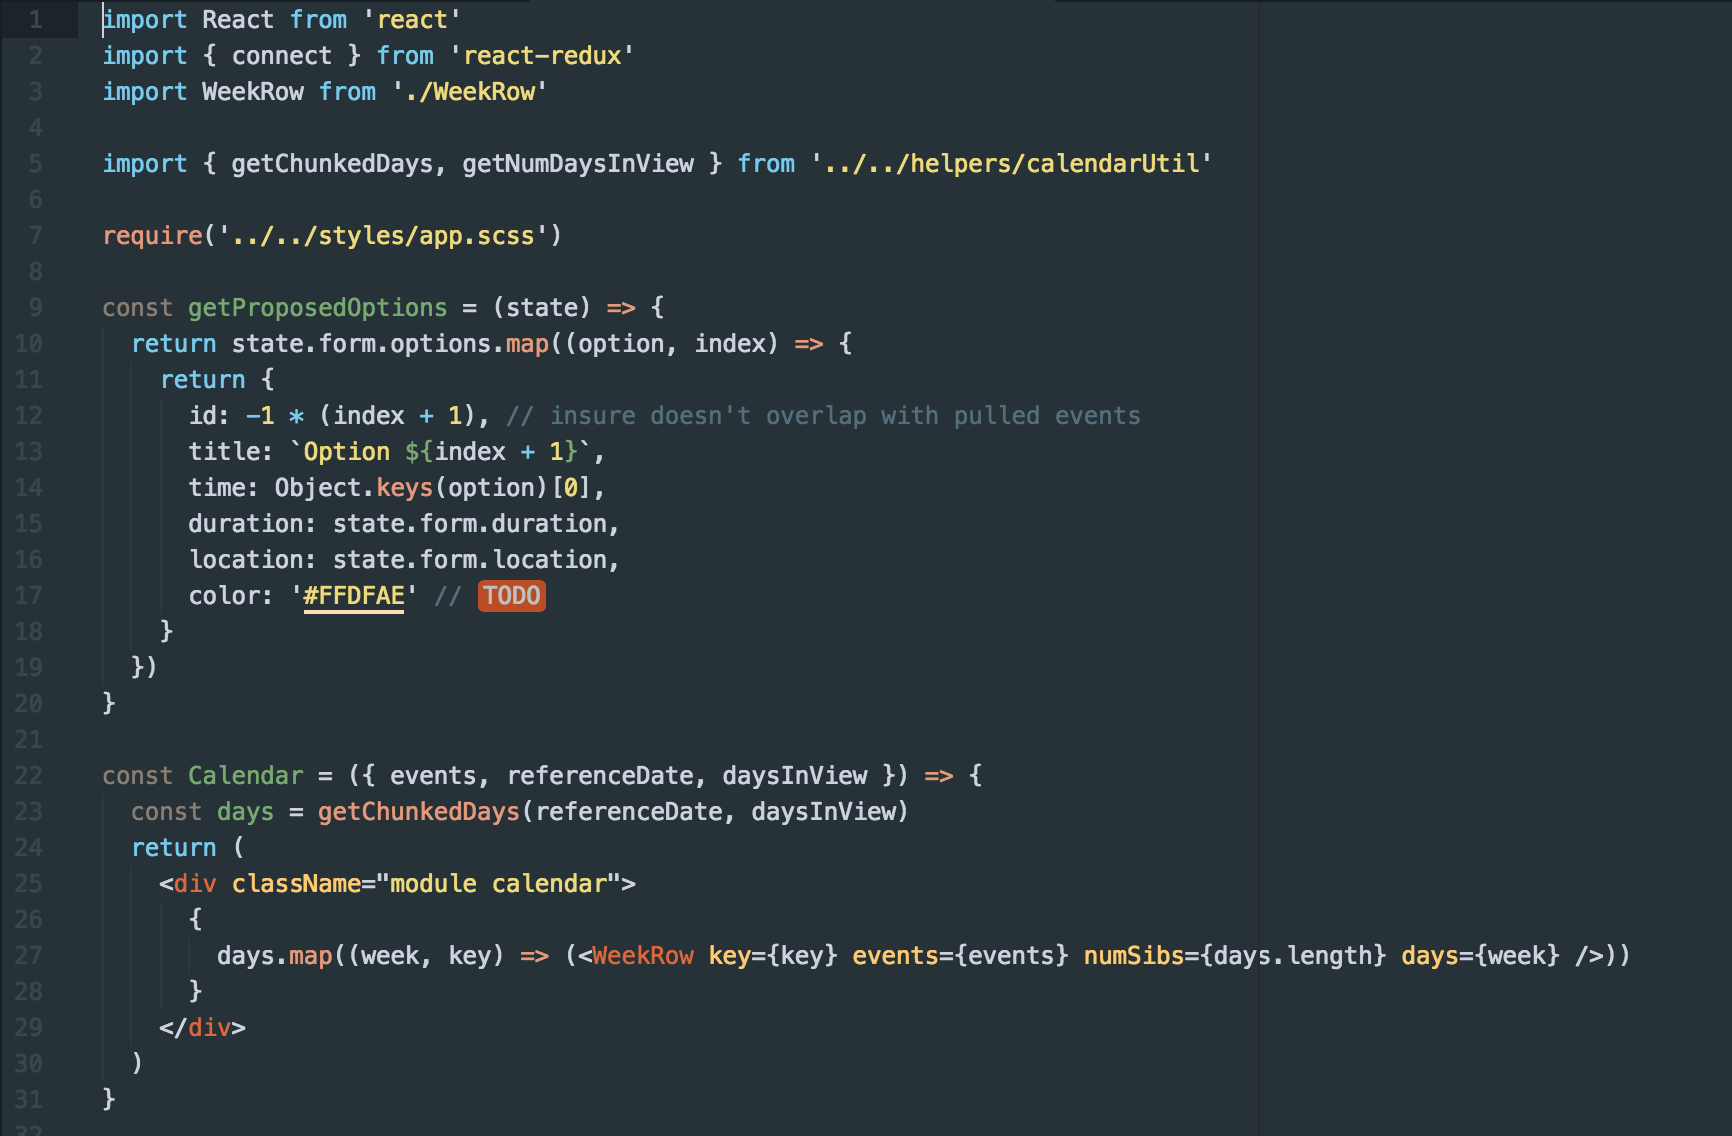 1 import React from 'react'
2 import { connect } from 'react-redux'
3 import WeekRow from './WeekRow'
4
5 import { getChunkedDays, getNumDaysInView } from '../../helpers/calendarUtil'
6
7 require('../../styles/app.scss')
8
9 const getProposedOptions = (state) => {
10   return state.form.options.map((option, index) => {
11     return {
12       id: -1 * (index + 1), // insure doesn't overlap with pulled events
13       title: `Option ${index + 1}`,
14       time: Object.keys(option)[0],
15       duration: state.form.duration,
16       location: state.form.location,
17       color: '#FFDFAE' // TODO
18     }
19   })
20 }
21
22 const Calendar = ({ events, referenceDate, daysInView }) => {
23   const days = getChunkedDays(referenceDate, daysInView)
24   return (
25     <div className="module calendar">
26       {
27         days.map((week, key) => (<WeekRow key={key} events={events} numSibs={days.length} days={week} />))
28       }
29     </div>
30   )
31 }
32